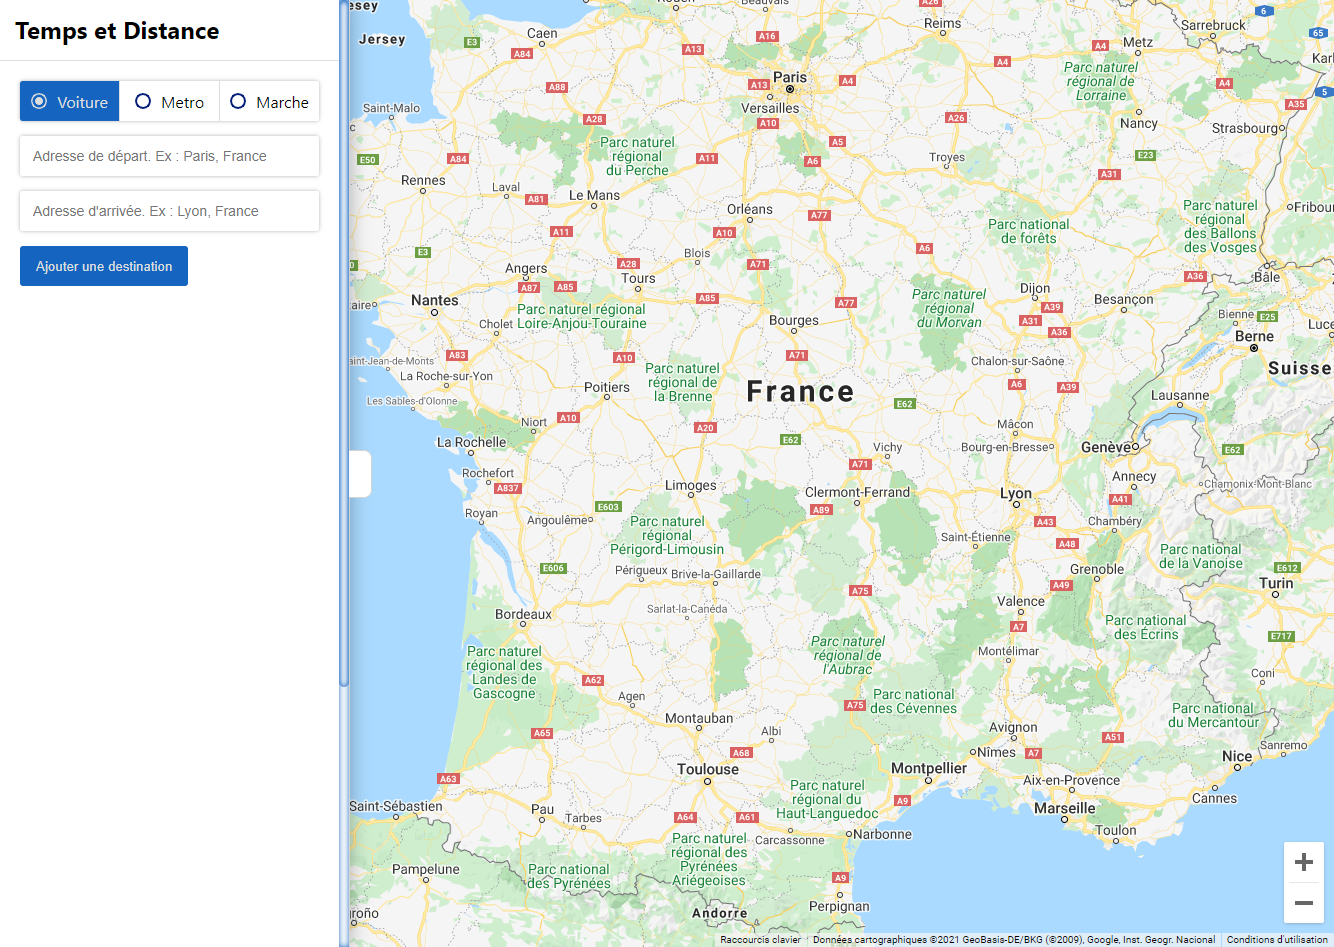 Temps et Distance
Voiture
Metro
Marche
Adresse de départ. Ex : Paris, France
Adresse d'arrivée. Ex : Lyon, France
Ajouter une destination
Jersey
Caen
E3
A84
A88
Saint-Malo
A28
E50
A84
Rennes
Laval
A81
Le Mans
Parc naturel
régional
du Perche
A11
A13
A16
A26
Reims
Paris
A13
A4
Versailles
A10
A5
A6
A4
A4
Metz
Sarrebruck
6
65
5
Parc naturel
régional de
Lorraine
A4
A35
Nancy
Strasbourg
A26
Troyes
E23
A31
Orléans
A77
A10
A11
E3
Angers
A28
Tours
Blois
A71
A6
Parc national
de forêts
Parc naturel
régional
des Ballons
des Vosges
A36
Bâle
Nantes
A87
A85
Parc naturel régional
Loire-Anjou-Touraine
Cholet
A85
A77
Bourges
Parc naturel
régional
du Morvan
Dijon
A39
A31
A36
Besançon
Bienne
E25
Berne
Suisse
A83
La Roche-sur-Yon
Les Sables-d'Olonne
A10
Poitiers
Parc naturel
régional de
la Brenne
A71
France
E62
Chalon-sur-Saône
A6
A39
Lausanne
Niort
A10
A20
E62
Mâcon
Bourg-en-Bresse
Genève
E62
La Rochelle
Rochefort
A837
Royan
Vichy
A71
Limoges
Clermont-Ferrand
A89
Lyon
Annecy
A41
Chamonix-Mont-Blanc
E603
Angoulême
Parc naturel
régional
Périgord-Limousin
A43
Chambéry
Saint-Étienne
A48
Parc national
de la Vanoise
E606
Périgueux
Brive-la-Gaillarde
A75
Grenoble
A49
E612
Turin
Bordeaux
Sarlat-la-Canéda
Valence
A7
Parc national
des Écrins
E717
Parc naturel
régional des
Landes de
Gascogne
Parc naturel
régional de
l'Aubrac
Montélimar
A62
Agen
A75
Parc national
des Cévennes
Coni
Parc national
du Mercantour
A65
Montauban
Albi
A68
Avignon
Nîmes
A7
A51
Nice
Sanremo
A63
Toulouse
Montpellier
Aix-en-Provence
Cannes
Saint-Sébastien
Pau
Tarbes
A64
A61
Parc naturel
régional du
Haut-Languedoc
A9
Marseille
Toulon
Carcassonne
Narbonne
Pampelune
Parc national
des Pyrénées
Parc naturel
régional des
Pyrénées
Ariégeoises
A9
Perpignan
Andorre
Raccourcis clavier
Données cartographiques ©2021 GeoBasis-DE/BKG (©2009), Google, Inst. Geogr. Nacional
Conditions d'utilisation